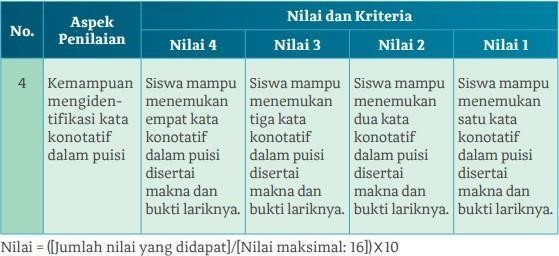 No.
Aspek
Penilaian
Nilai dan Kriteria
Nilai 4
Nilai 3
Nilai 2
Nilai 1
4
Kemampuan
mengiden-
tifikasi kata
konotatif
dalam puisi
Siswa mampu
menemukan
empat kata
konotatif
dalam puisi
disertai
makna dan
bukti lariknya.
Siswa mampu
menemukan
tiga kata
konotatif
dalam puisi
disertai
makna dan
bukti lariknya.
Siswa mampu
menemukan
dua kata
konotatif
dalam puisi
disertai
makna dan
bukti lariknya.
Siswa mampu
menemukan
satu kata
konotatif
dalam puisi
disertai
makna dan
bukti lariknya.
Nilai = ([Jumlah nilai yang didapat]/[Nilai maksimal: 16]) X 10